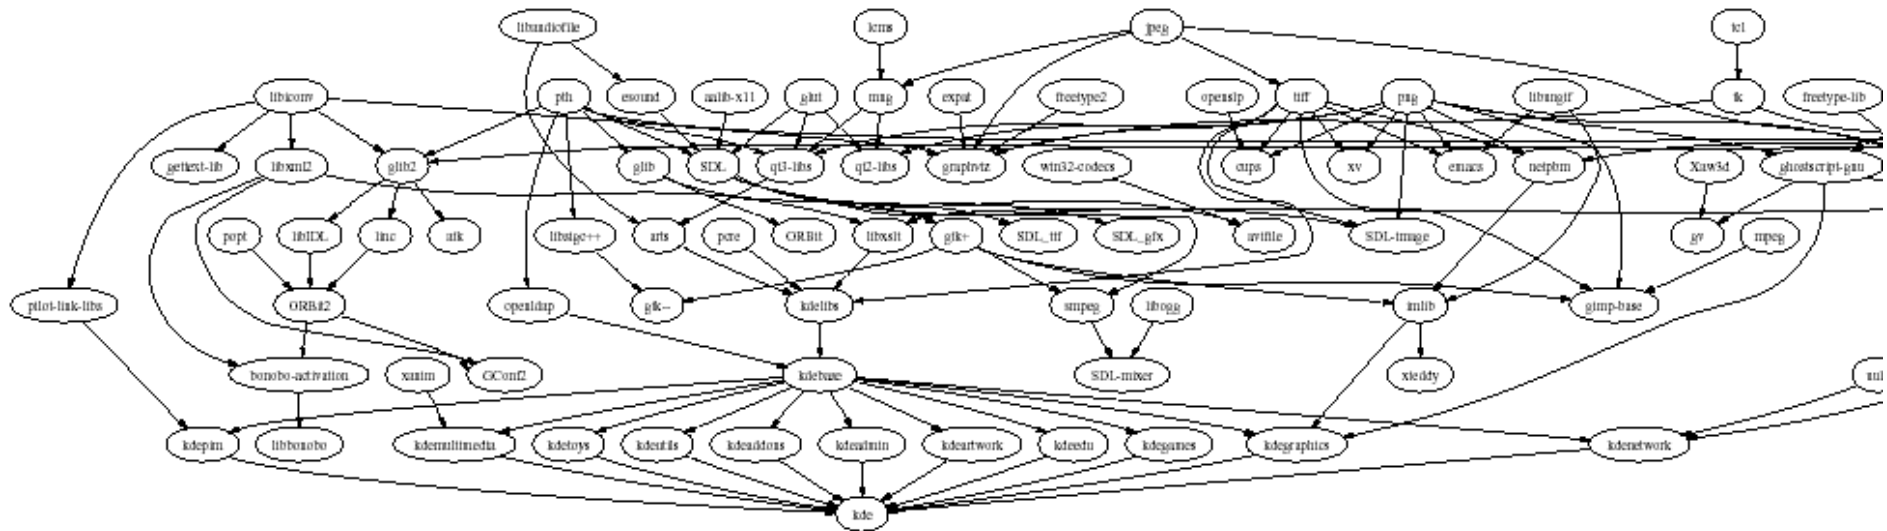 libaudiofile
lcms
jpeg
tcl
libiconv
pth
esound
aalib-x11
glut
mng
expat
freetype2
openslp
tiff
png
libungif
tk
freetype-lib
gettext-lib
libxml2
glib2
glib
SDL
qt3-libs
qt2-libs
graphviz
win32-codecs
cups
xv
emacs
netpbm
Xaw3d
ghostscript-gnu
popt
libIDL
linc
atk
libsigc++
arts
pcre
ORBit
libxslt
gtk+
SDL_ttf
SDL_gfx
avifile
SDL-image
gv
mpeg
pilot-link-libs
ORBit2
openldap
gtk--
kdelibs
smpeg
libogg
imlib
gimp-base
bonobo-activation
xanim
GConf2
kdebase
SDL-mixer
xteddy
kdepim
libbonobo
kdemultimedia
kdetoys
kdeutils
kdeaddons
kdeadmin
kdeartwork
kdeedu
kdegames
kdegraphics
kdenetwork
kde